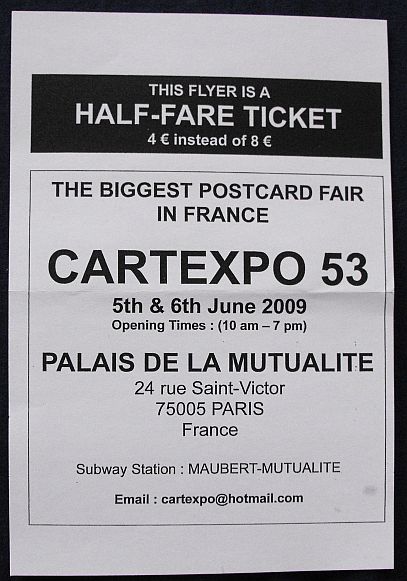 THIS FLYER IS A
HALF-FARE TICKET
4 € instead of 8 €
THE BIGGEST POSTCARD FAIR
IN FRANCE
CARTEXPO 53
5th & 6th June 2009
Opening Times : (10 am – 7 pm)
PALAIS DE LA MUTUALITE
24 rue Saint-Victor
75005 PARIS
France
Subway Station : MAUBERT-MUTUALITE
Email : cartexpo@hotmail.com